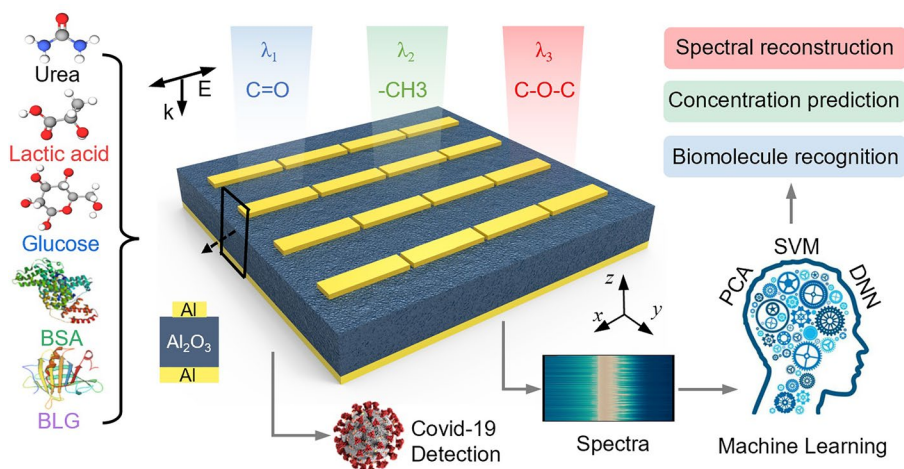 Urea
Lactic acid
Glucose
BSA
BLG
E
k
λ₁
C=O
λ₂
-CH3
λ₃
C-O-C
Al
Al₂O₃
Al
z
x
y
Covid-19
Detection
Spectra
Spectral reconstruction
Concentration prediction
Biomolecule recognition
PCA
SVM
DNN
Machine Learning